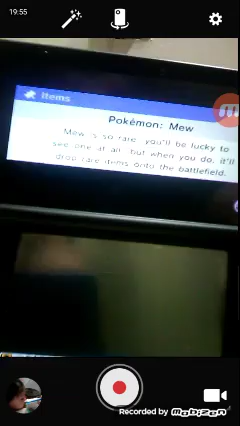 19:55
Items
Pokémon: Mew
Mew is so rare you'll be lucky to
see one at all but when you do, it'll
drop rare items onto the battlefield.
Recorded by mobizen